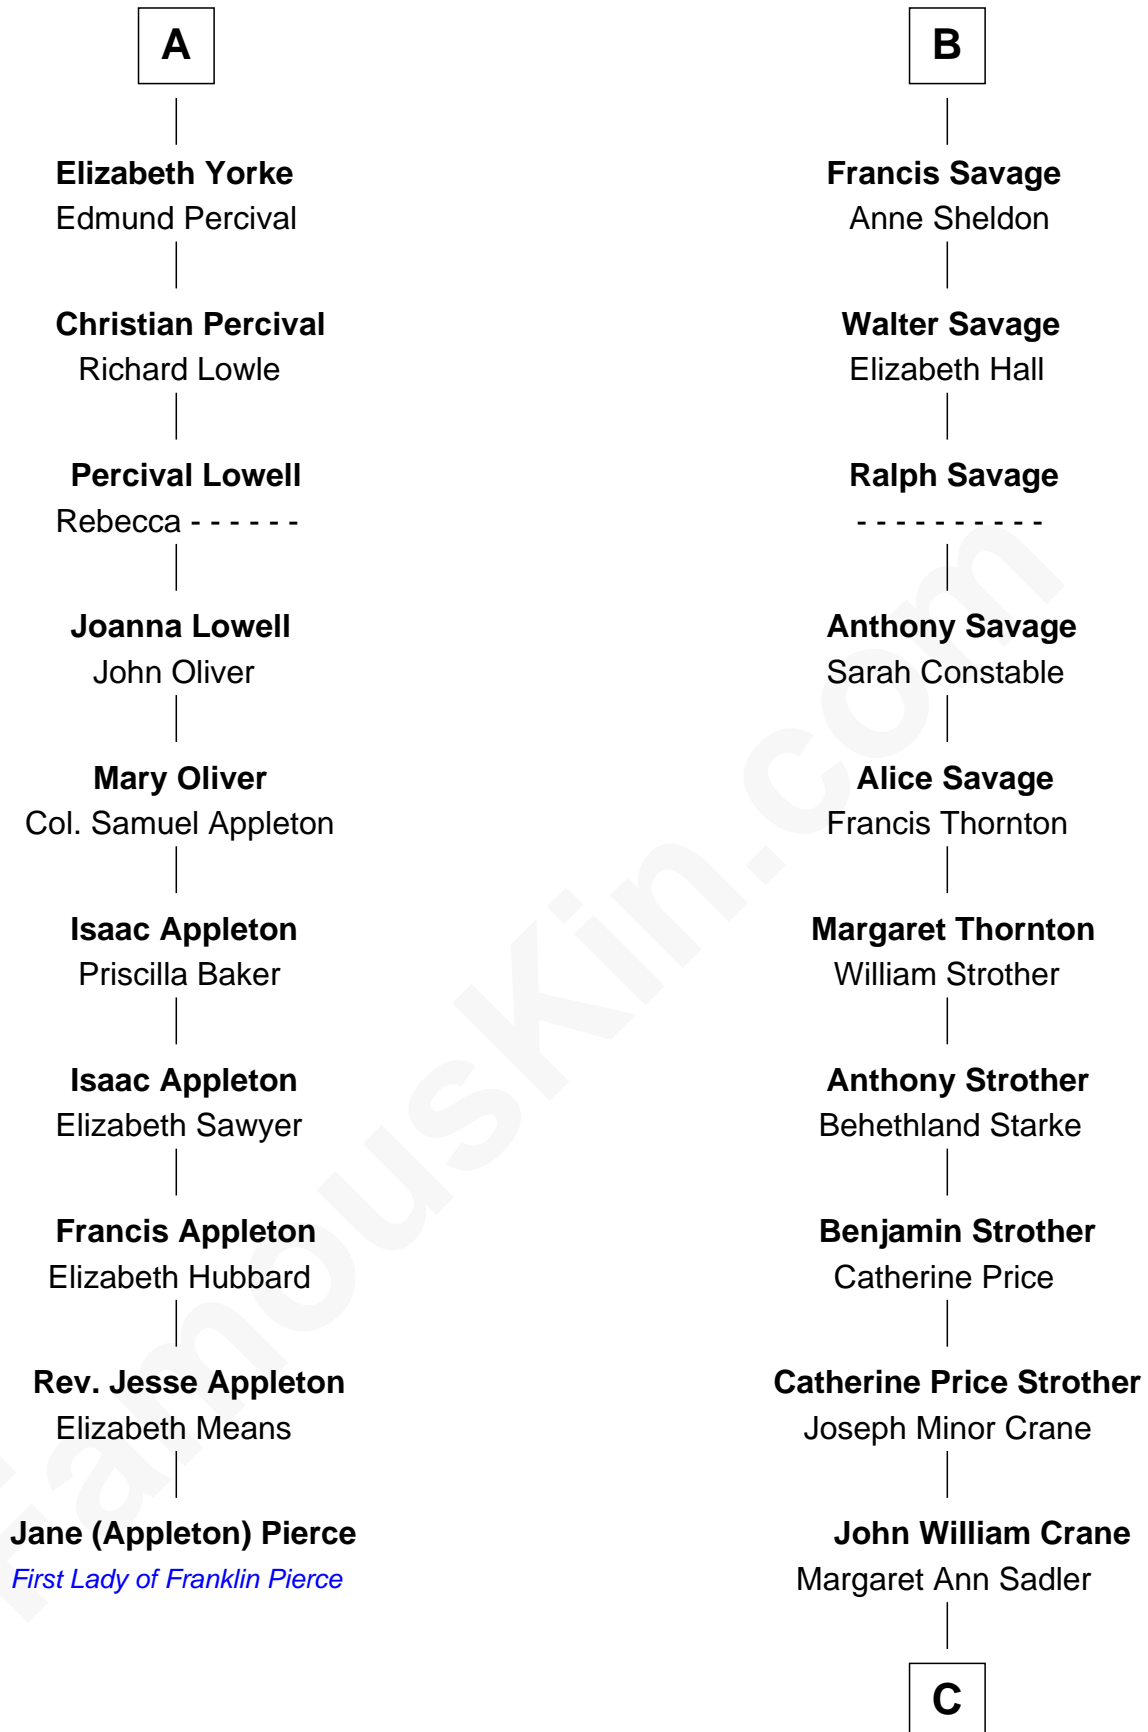 A
Elizabeth Yorke
Edmund Percival
Christian Percival
Richard Lowle
Percival Lowell
Rebecca - - - - - -
Joanna Lowell
John Oliver
Mary Oliver
Col. Samuel Appleton
Isaac Appleton
Priscilla Baker
Isaac Appleton
Elizabeth Sawyer
Francis Appleton
Elizabeth Hubbard
Rev. Jesse Appleton
Elizabeth Means
Jane (Appleton) Pierce
First Lady of Franklin Pierce
B
Francis Savage
Anne Sheldon
Walter Savage
Elizabeth Hall
Ralph Savage
- - - - - - - - - -
Anthony Savage
Sarah Constable
Alice Savage
Francis Thornton
Margaret Thornton
William Strother
Anthony Strother
Behethland Starke
Benjamin Strother
Catherine Price
Catherine Price Strother
Joseph Minor Crane
John William Crane
Margaret Ann Sadler
C
FamousKin.com